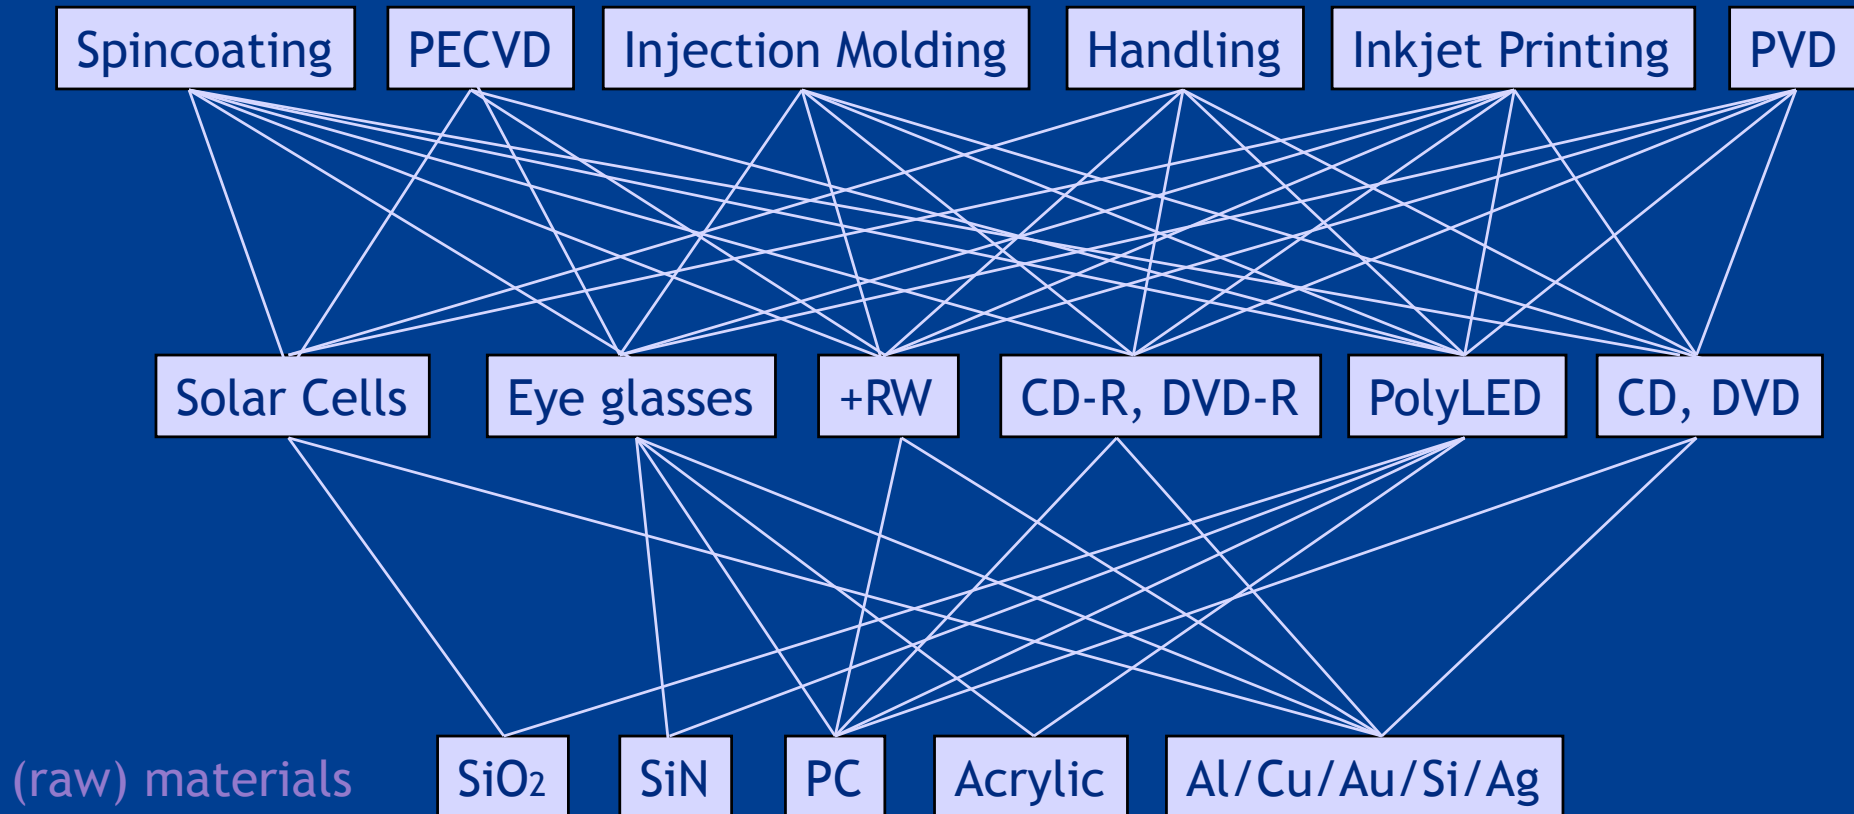 Spincoating
PECVD
Injection Molding
Handling
Inkjet Printing
PVD
Solar Cells
Eye glasses
+RW
CD-R, DVD-R
PolyLED
CD, DVD
(raw) materials
SiO2
SiN
PC
Acrylic
Al/Cu/Au/Si/Ag